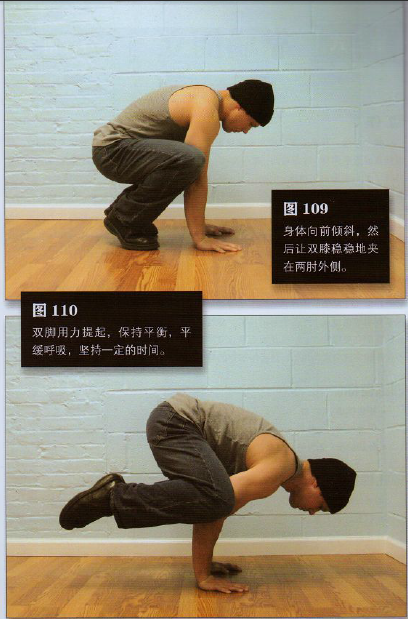 图 109
身体向前倾斜，然
后让双膝稳稳地夹
在两肘外侧。
图 110
双脚用力提起，保持平衡，平
缓呼吸，坚持一定的时间。